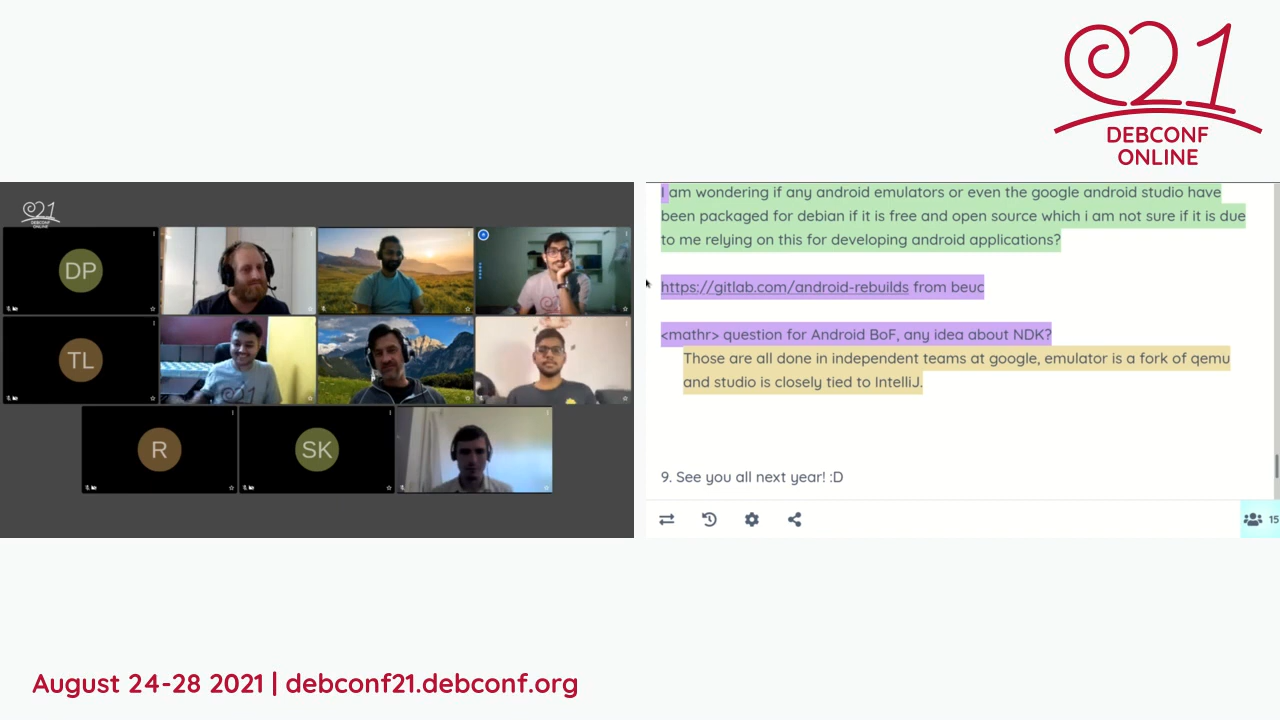 21
DEBCONF
ONLINE
21
DEBCONF
ONLINE
DP
TL
R
SK
I am wondering if any android emulators or even the google android studio have
been packaged for debian if it is free and open source which i am not sure if it is due
to me relying on this for developing android applications?
https://gitlab.com/android-rebuilds from beuc
<mathr> question for Android BoF, any idea about NDK?
Those are all done in independent teams at google, emulator is a fork of qemu
and studio is closely tied to IntelliJ.
9. See you all next year! :D
15
August 24-28 2021 | debconf21.debconf.org